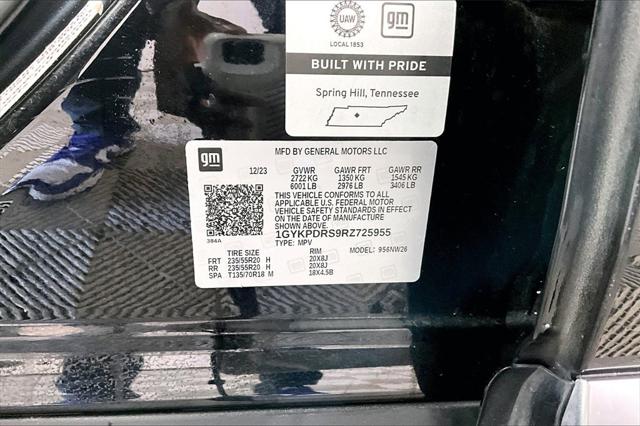 UAW
gm
LOCAL 1853
BUILT WITH PRIDE
Spring Hill, Tennessee
gm
MFD BY GENERAL MOTORS LLC
12/23 GVWR GAWR FRT GAWR RR
2722 KG 1350 KG 1545 KG
6001 LB 2976 LB 3406 LB
THIS VEHICLE CONFORMS TO ALL
APPLICABLE U.S. FEDERAL MOTOR
VEHICLE SAFETY STANDARDS IN EFFECT
ON THE DATE OF MANUFACTURE
SHOWN ABOVE.
1GYKPDRS9RZ725955
384A TYPE: MPV MODEL: 956NW26
TIRE SIZE RIM
FRT 235/55R20 H 20X8J
RR 235/55R20 H 20X8J
SPA T135/70R18 M 18X4.5B